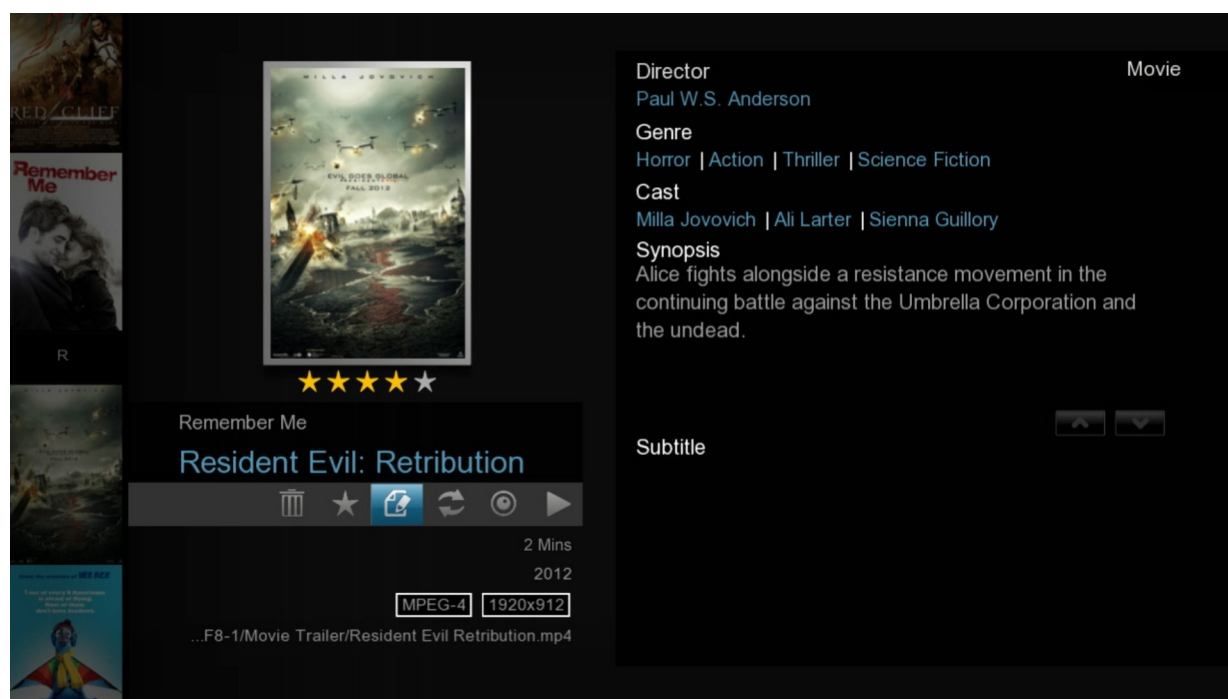 RED CLIFF
Remember
Me
R
MILLA JOVOVICH
EVIL GOES GLOBAL
RESIDENT EVIL
FALL 2012
Remember Me
Resident Evil: Retribution
2 Mins
2012
MPEG-4 1920x912
...F8-1/Movie Trailer/Resident Evil Retribution.mp4
Director
Movie
Paul W.S. Anderson
Genre
Horror | Action | Thriller | Science Fiction
Cast
Milla Jovovich | Ali Larter | Sienna Guillory
Synopsis
Alice fights alongside a resistance movement in the
continuing battle against the Umbrella Corporation and
the undead.
Subtitle